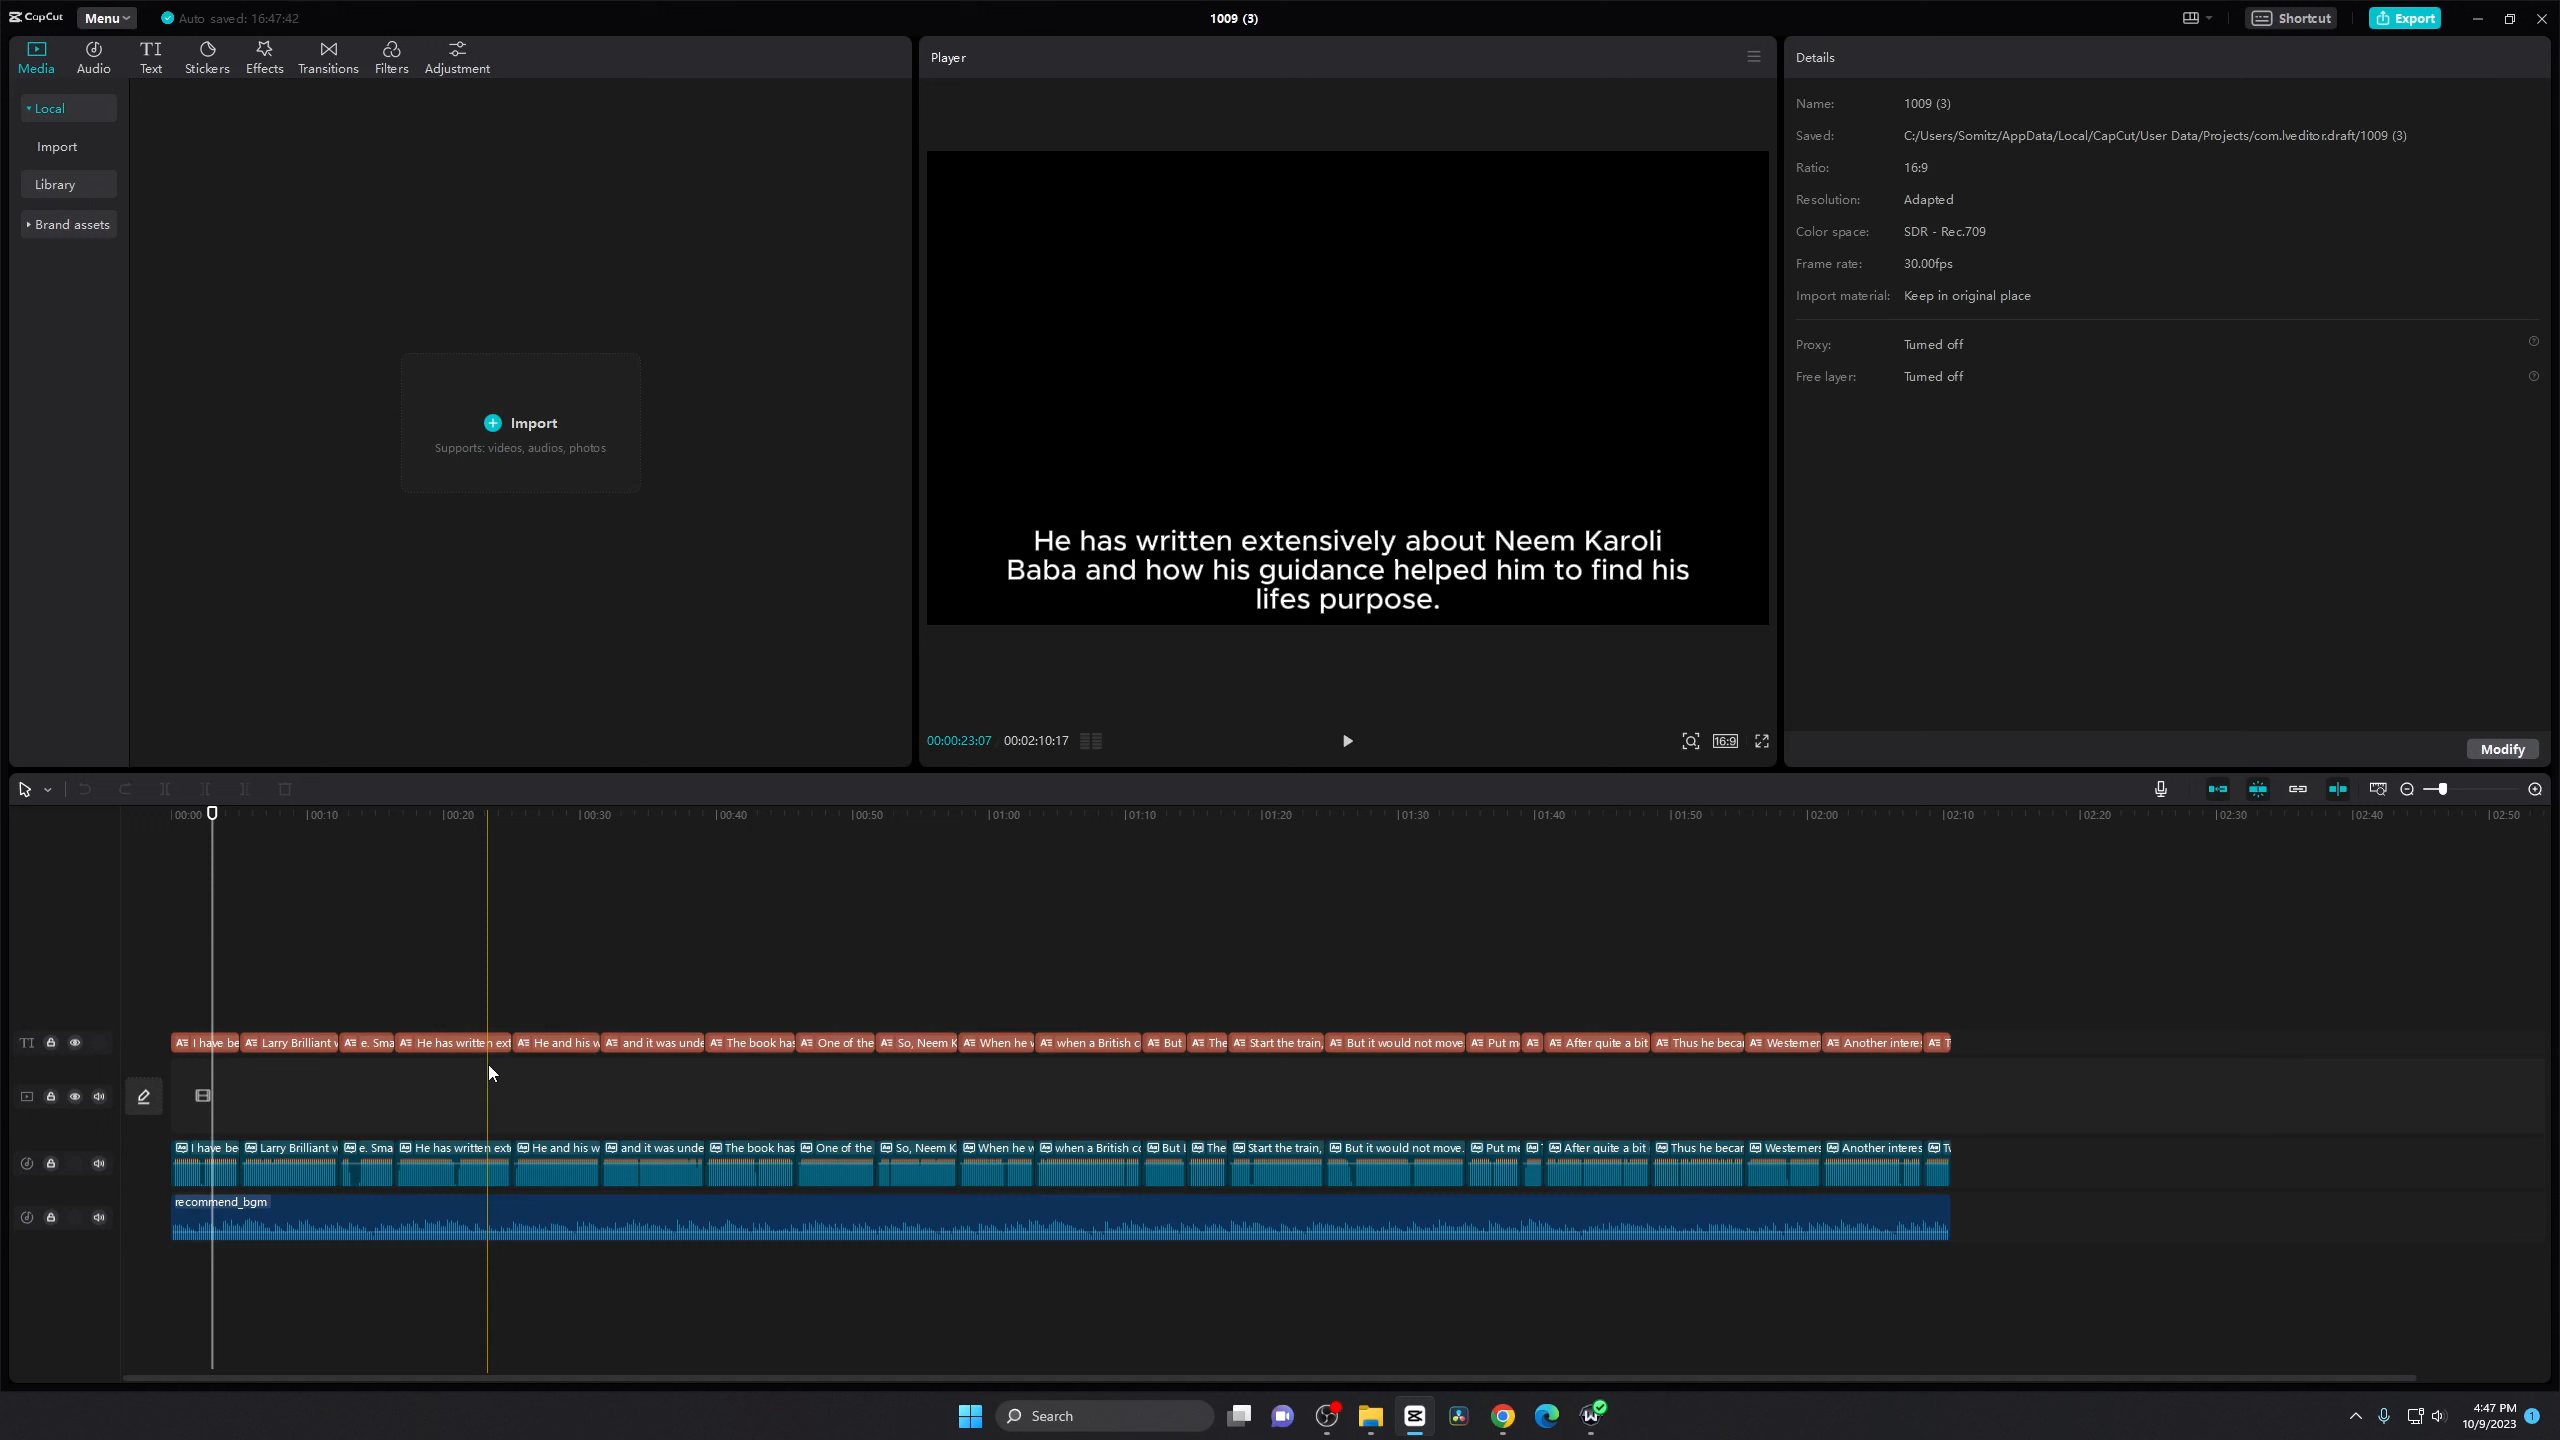 CapCut
Menu
Auto saved: 16:47:42
1009 (3)
Shortcut
Export
Media
Audio
TI
Text
Stickers
Effects
Transitions
Filters
Adjustment
Local
Import
Library
Brand assets
Import
Supports: videos, audios, photos
Player
He has written extensively about Neem Karoli
Baba and how his guidance helped him to find his
lifes purpose.
00:00:23:07
00:02:10:17
16:9
Details
Name: 1009 (3)
Saved: C:/Users/Somitz/AppData/Local/CapCut/User Data/Projects/com.lveditor.draft/1009 (3)
Ratio: 16:9
Resolution: Adapted
Color space: SDR - Rec.709
Frame rate: 30.00fps
Import material: Keep in original place
Proxy: Turned off
Free layer: Turned off
Modify
00:00 00:10 00:20 00:30 00:40 00:50 01:00 01:10 01:20 01:30 01:40 01:50 02:00 02:10 02:20 02:30 02:40 02:50
TI
I have be Larry Brilliant w e. Sma He has written ext He and his w and it was unde The book has One of the So, Neem K When he w when a British c But The Start the train, But it would not move Put m After quite a bit Thus he becar Westerner Another interes T
I have be Larry Brilliant w e. Sma He has written exte He and his w and it was unde The book has One of the So, Neem K When he w when a British co But I The Start the train, But it would not move. Put me After quite a bit Thus he becar Westerners Another interes Tv
recommend_bgm
Search
4:47 PM
10/9/2023
1